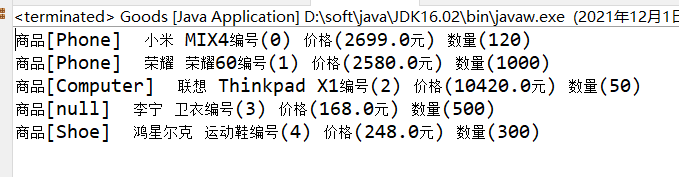 <terminated> Goods [Java Application] D:\soft\java\JDK16.02\bin\javaw.exe (2021年12月1日
商品[Phone]  小米 MIX4编号(0) 价格(2699.0元) 数量(120)
商品[Phone]  荣耀 荣耀60编号(1) 价格(2580.0元) 数量(1000)
商品[Computer]  联想 Thinkpad X1编号(2) 价格(10420.0元) 数量(50)
商品[null]  李宁 卫衣编号(3) 价格(168.0元) 数量(500)
商品[Shoe]  鸿星尔克 运动鞋编号(4) 价格(248.0元) 数量(300)